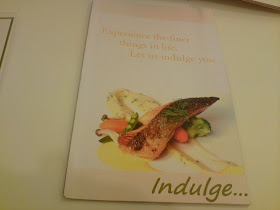 Experience the finer
things in life.
Let us indulge you
Indulge...